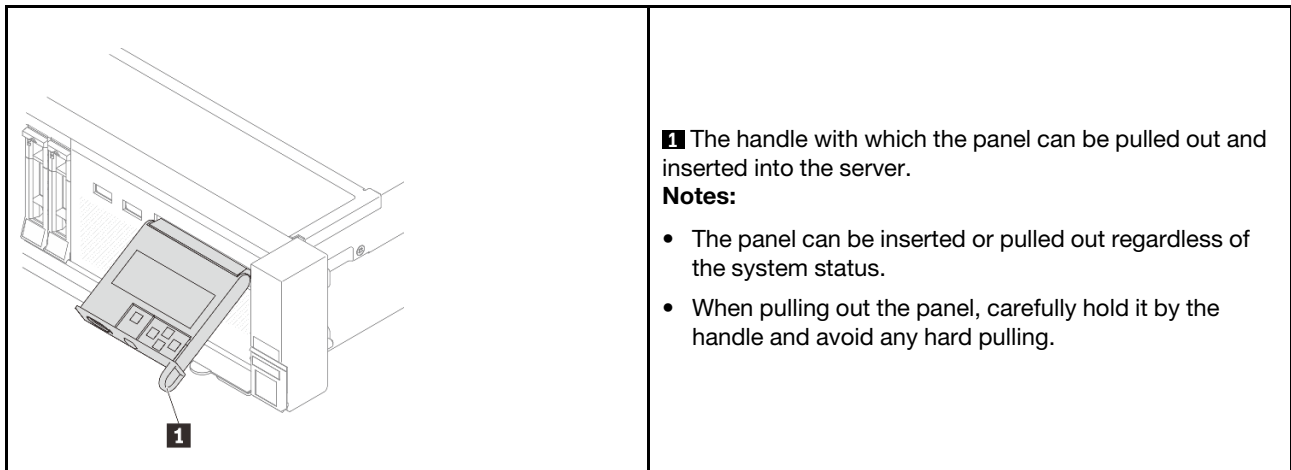 1
1 The handle with which the panel can be pulled out and
inserted into the server.
Notes:
• The panel can be inserted or pulled out regardless of
the system status.
• When pulling out the panel, carefully hold it by the
handle and avoid any hard pulling.